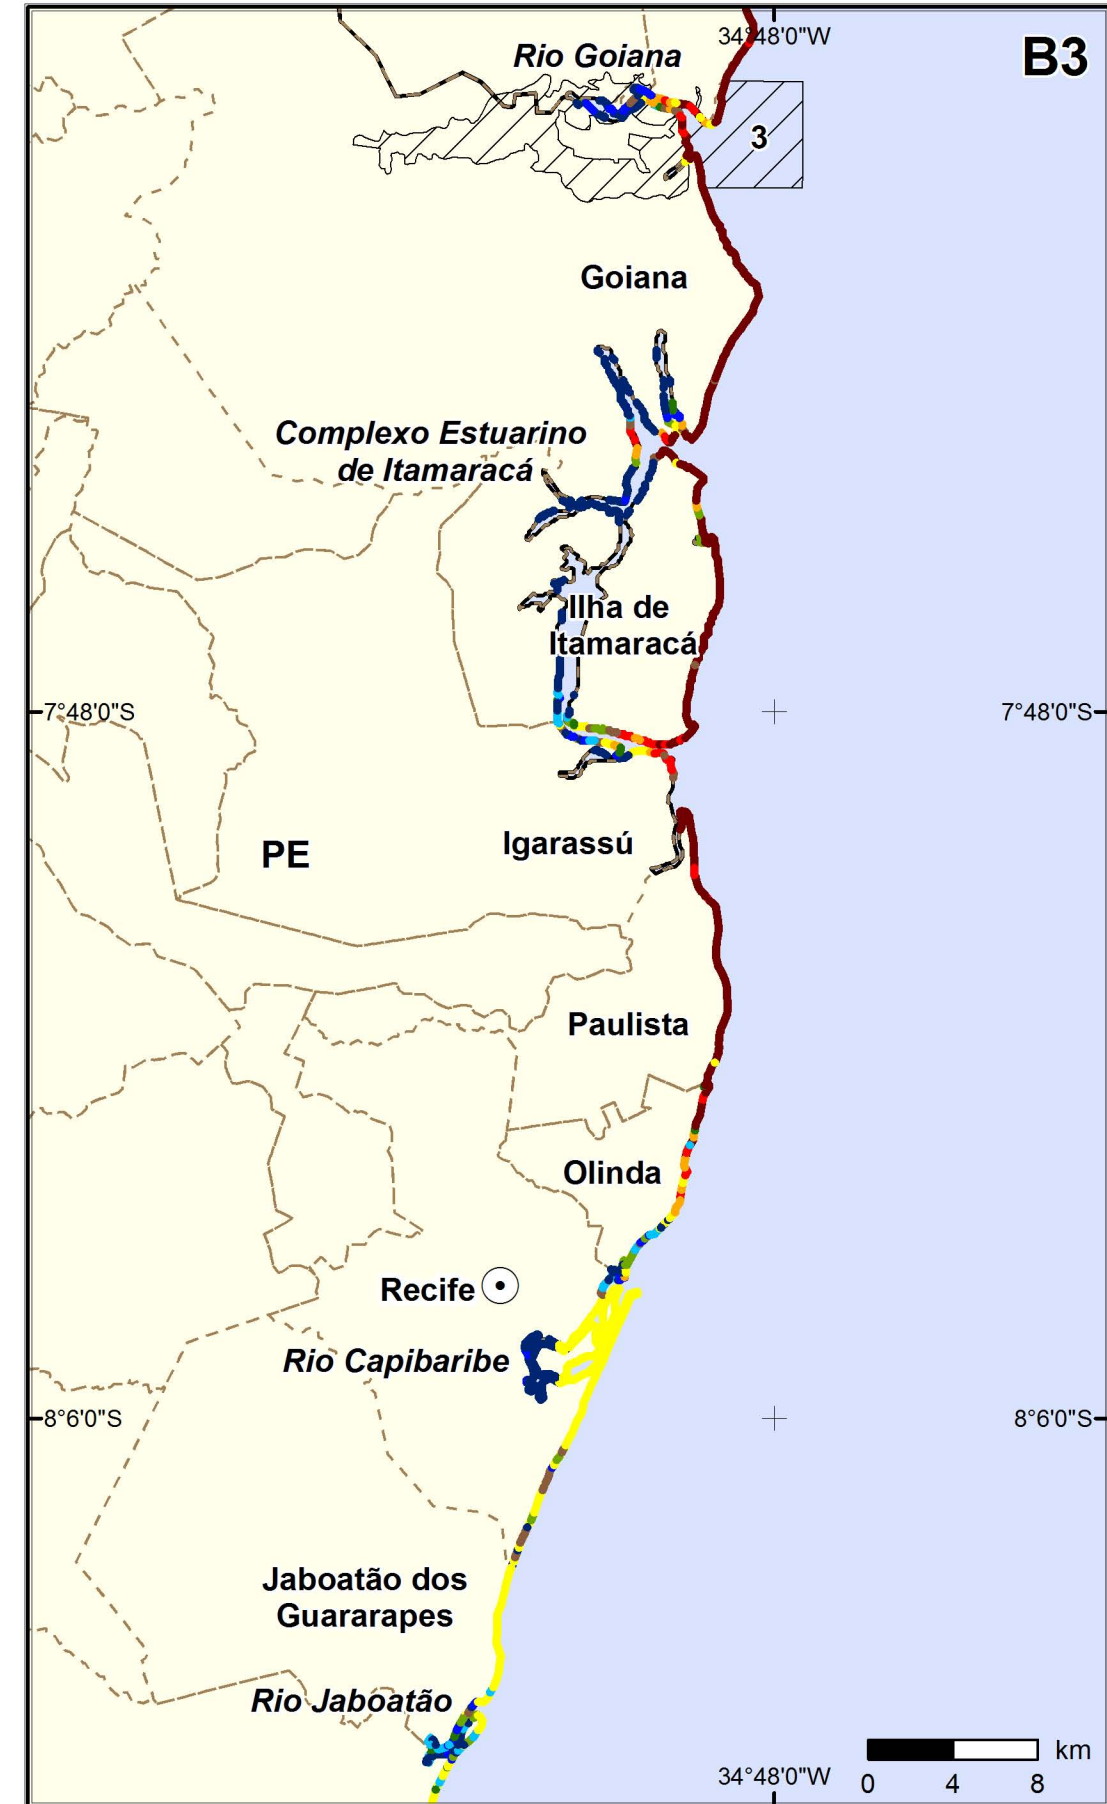 34°48'0"W
B3
Rio Goiana
3
Goiana
Complexo Estuarino
de Itamaracá
Ilha de
Itamaracá
7°48'0"S
7°48'0"S
Igarassú
PE
Paulista
Olinda
Recife
Rio Capibaribe
8°6'0"S
8°6'0"S
Jaboatão dos
Guararapes
Rio Jaboatão
34°48'0"W
km
0 4 8